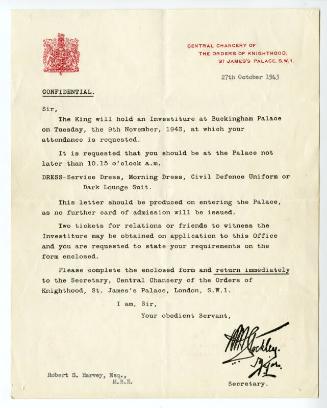 CENTRAL CHANCERY OF
THE ORDERS OF KNIGHTHOOD,
ST JAMES'S PALACE, S.W.1.
27th October 1943
CONFIDENTIAL.
Sir,
The King will hold an Investiture at Buckingham Palace
on Tuesday, the 9th November, 1943, at which your
attendance is requested.
It is requested that you should be at the Palace not
later than 10.15 o'clock a.m.
DRESS-Service Dress, Morning Dress, Civil Defence Uniform or
Dark Lounge Suit.
This letter should be produced on entering the Palace,
as no further card of admission will be issued.
Two tickets for relations or friends to witness the
Investiture may be obtained on application to this Office
and you are requested to state your requirements on the
form enclosed.
Please complete the enclosed form and return immediately
to the Secretary, Central Chancery of the Orders of
Knighthood, St. James's Palace, London, S.W.1.
I am, Sir,
Your obedient Servant,
Secretary.
Robert S. Harvey, Esq.,
M.B.E.